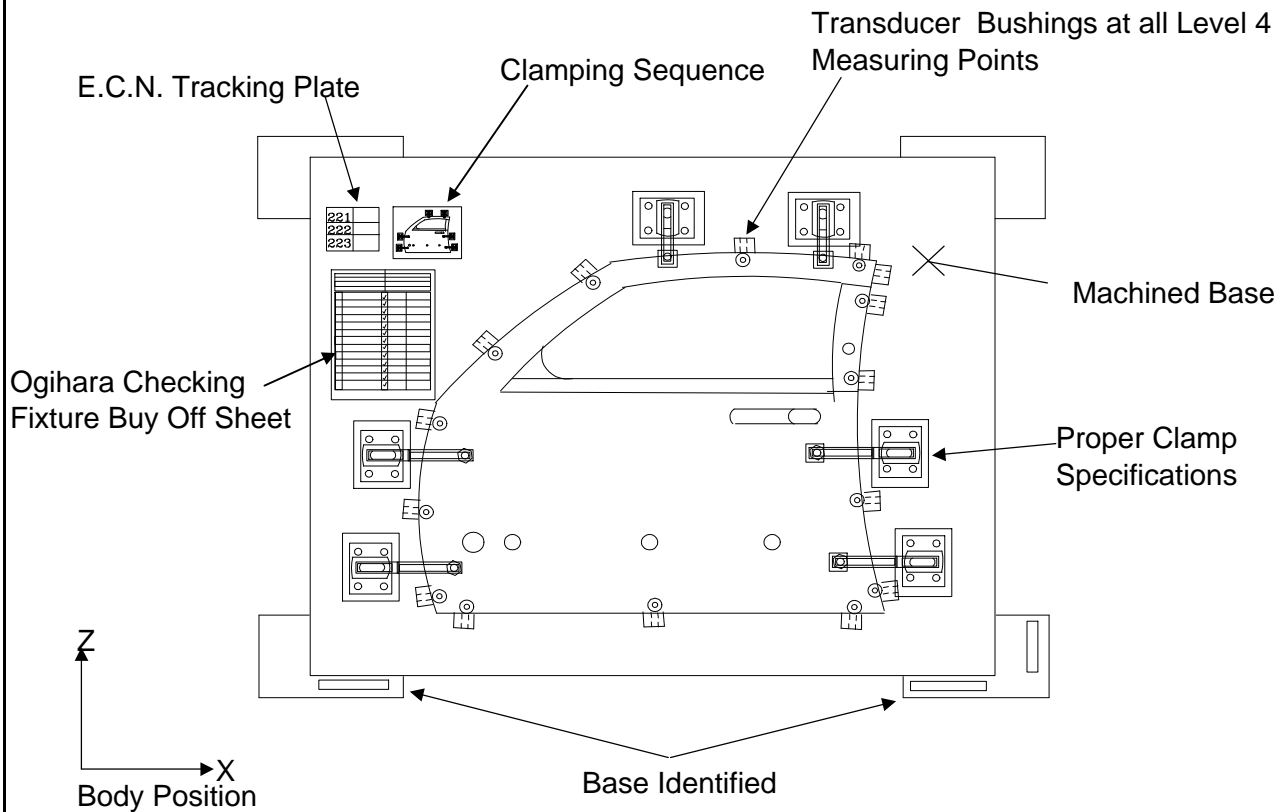 Transducer Bushings at all Level 4
Measuring Points
Clamping Sequence
E.C.N. Tracking Plate
221
222
223
Machined Base
Ogihara Checking
Fixture Buy Off Sheet
Proper Clamp
Specifications
Z
X
Body Position
Base Identified